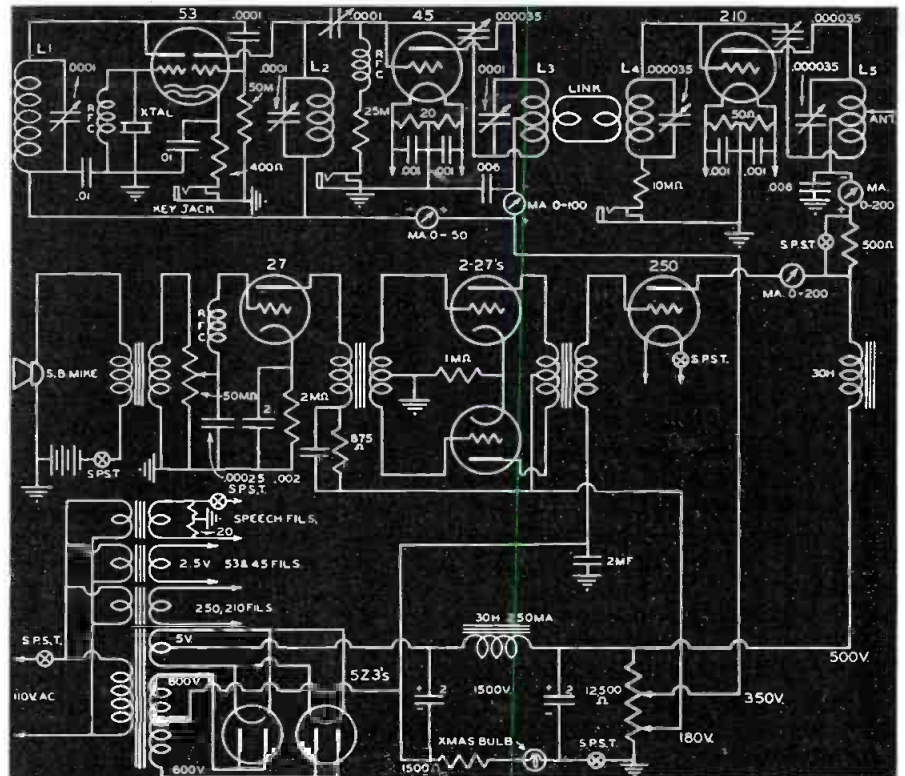 53
.0001
.0001
45
.000035
210
.000035
L1
.0001
RFC
XTAL
50M
.0001
L2
RFC
25M
20
.0001
L3
LINK
L4
.000035
50Ω
.000035
L5
ANT.
.01
.01
400Ω
KEY JACK
.001
.001
.006
10MΩ
.001
.001
.006
MA.
0-200
MA. 0-50
MA 0-100
S.P.S.T
500Ω
27
2-27's
250
MA. 0-200
RFC
S.B. MIKE
50MΩ
2
2MΩ
1MΩ
S.P.S.T.
30H
S.P.S.T
.00025
.002
875
Ω
S.P.S.T.
SPEECH FILS.
20
2.5V 53&45 FILS
2MF
250,210 FILS
S.P.S.T.
5V.
30H 250MA
500V.
110V. AC
600V.
5Z3's
2
1500V.
2
12,500
Ω
350V.
180V.
XMAS BULB
S.P.S.T.
600V.
1500Ω